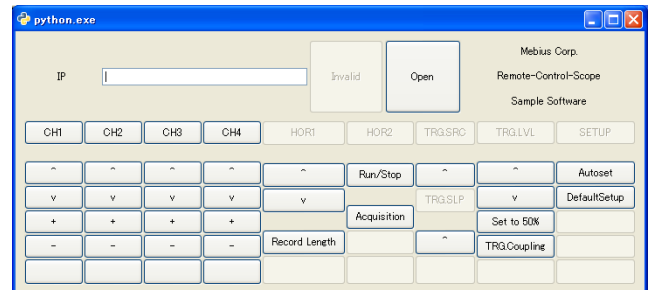 python.exe
Mebius Corp.
IP Invalid Open Remote-Control-Scope
Sample Software
CH1 CH2 CH3 CH4 HOR1 HOR2 TRG.SRC TRG.LVL SETUP
^ ^ ^ ^ ^ Run/Stop ^ ^ Autoset
v v v v v TRG.SLP v DefaultSetup
+ + + + Acquisition Set to 50%
- - - - Record Length ^ TRG.Coupling